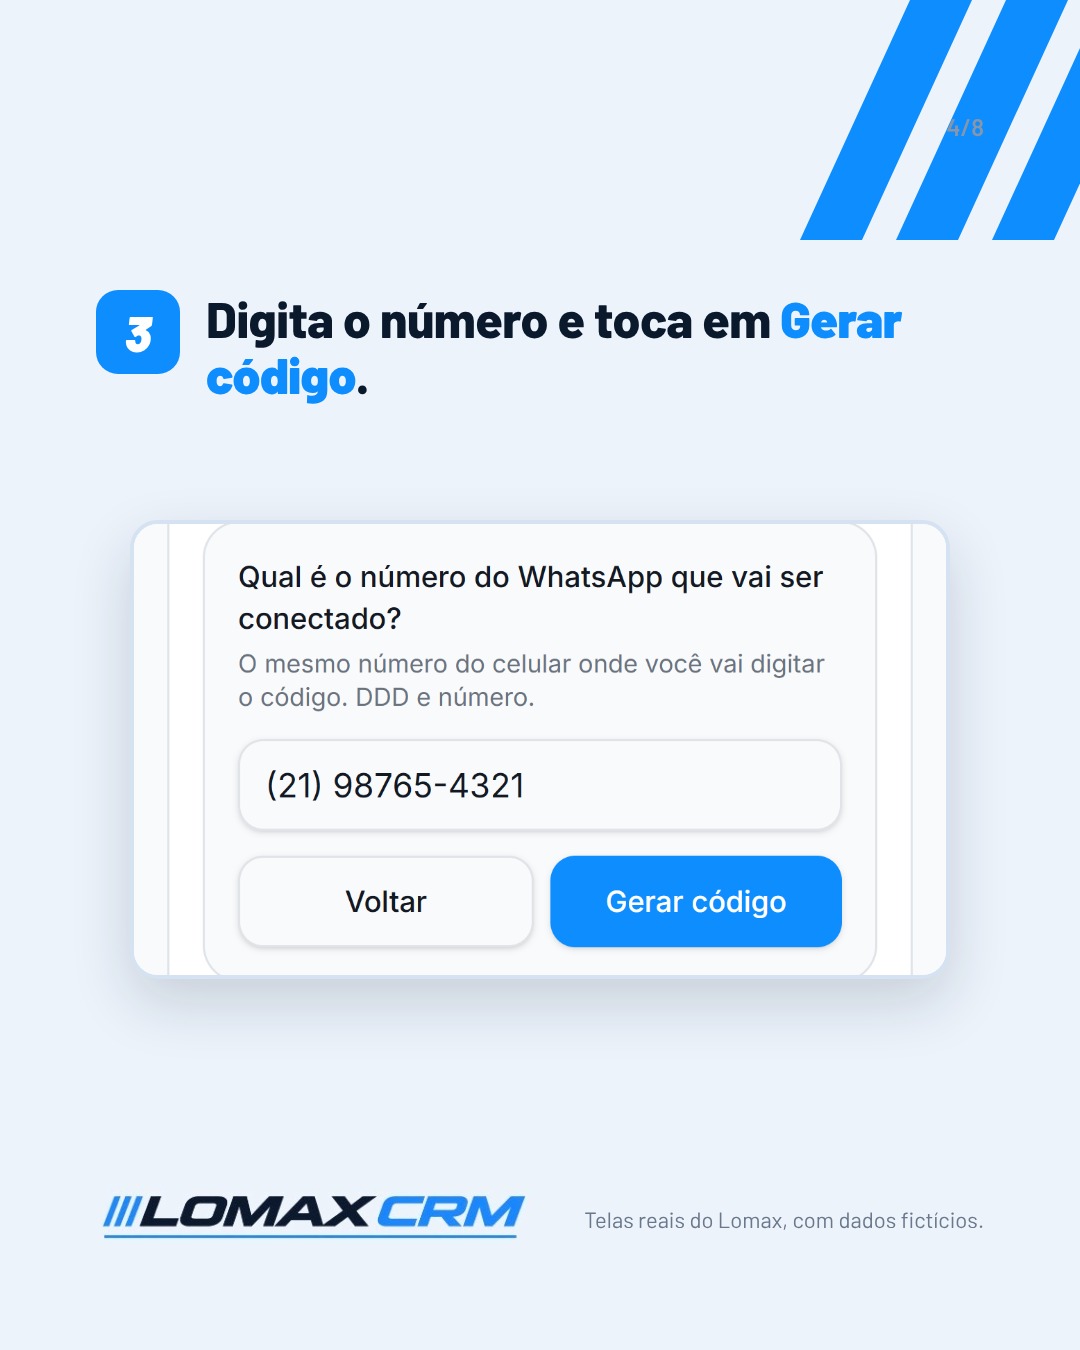 4/8
3
Digita o número e toca em Gerar
código.
Qual é o número do WhatsApp que vai ser
conectado?
O mesmo número do celular onde você vai digitar
o código. DDD e número.
(21) 98765-4321
Voltar
Gerar código
LOMAX CRM
Telas reais do Lomax, com dados fictícios.